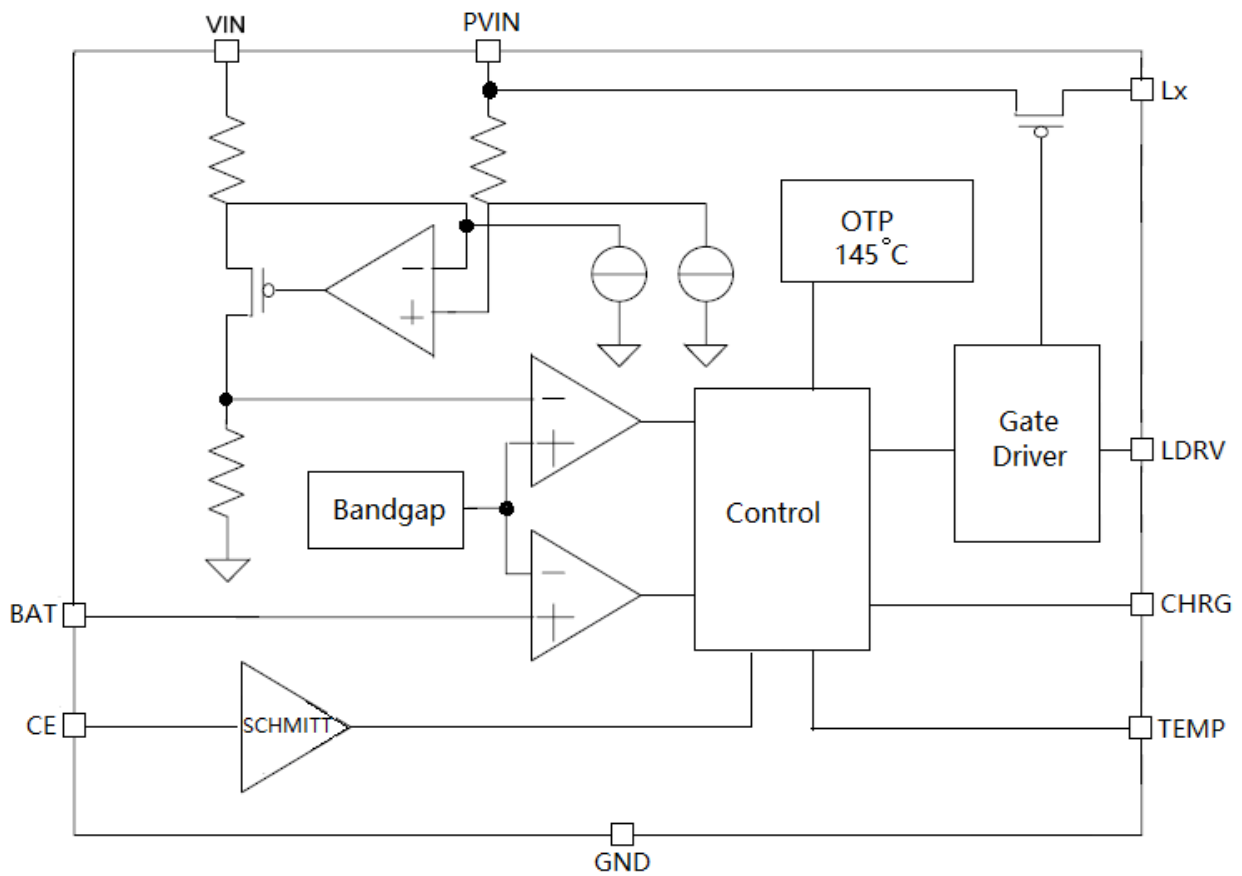 VIN
PVIN
Lx
OTP
145°C
−
+
−
+
Gate
Driver
LDRV
Bandgap
Control
−
+
BAT
CHRG
CE
SCHMITT
TEMP
GND